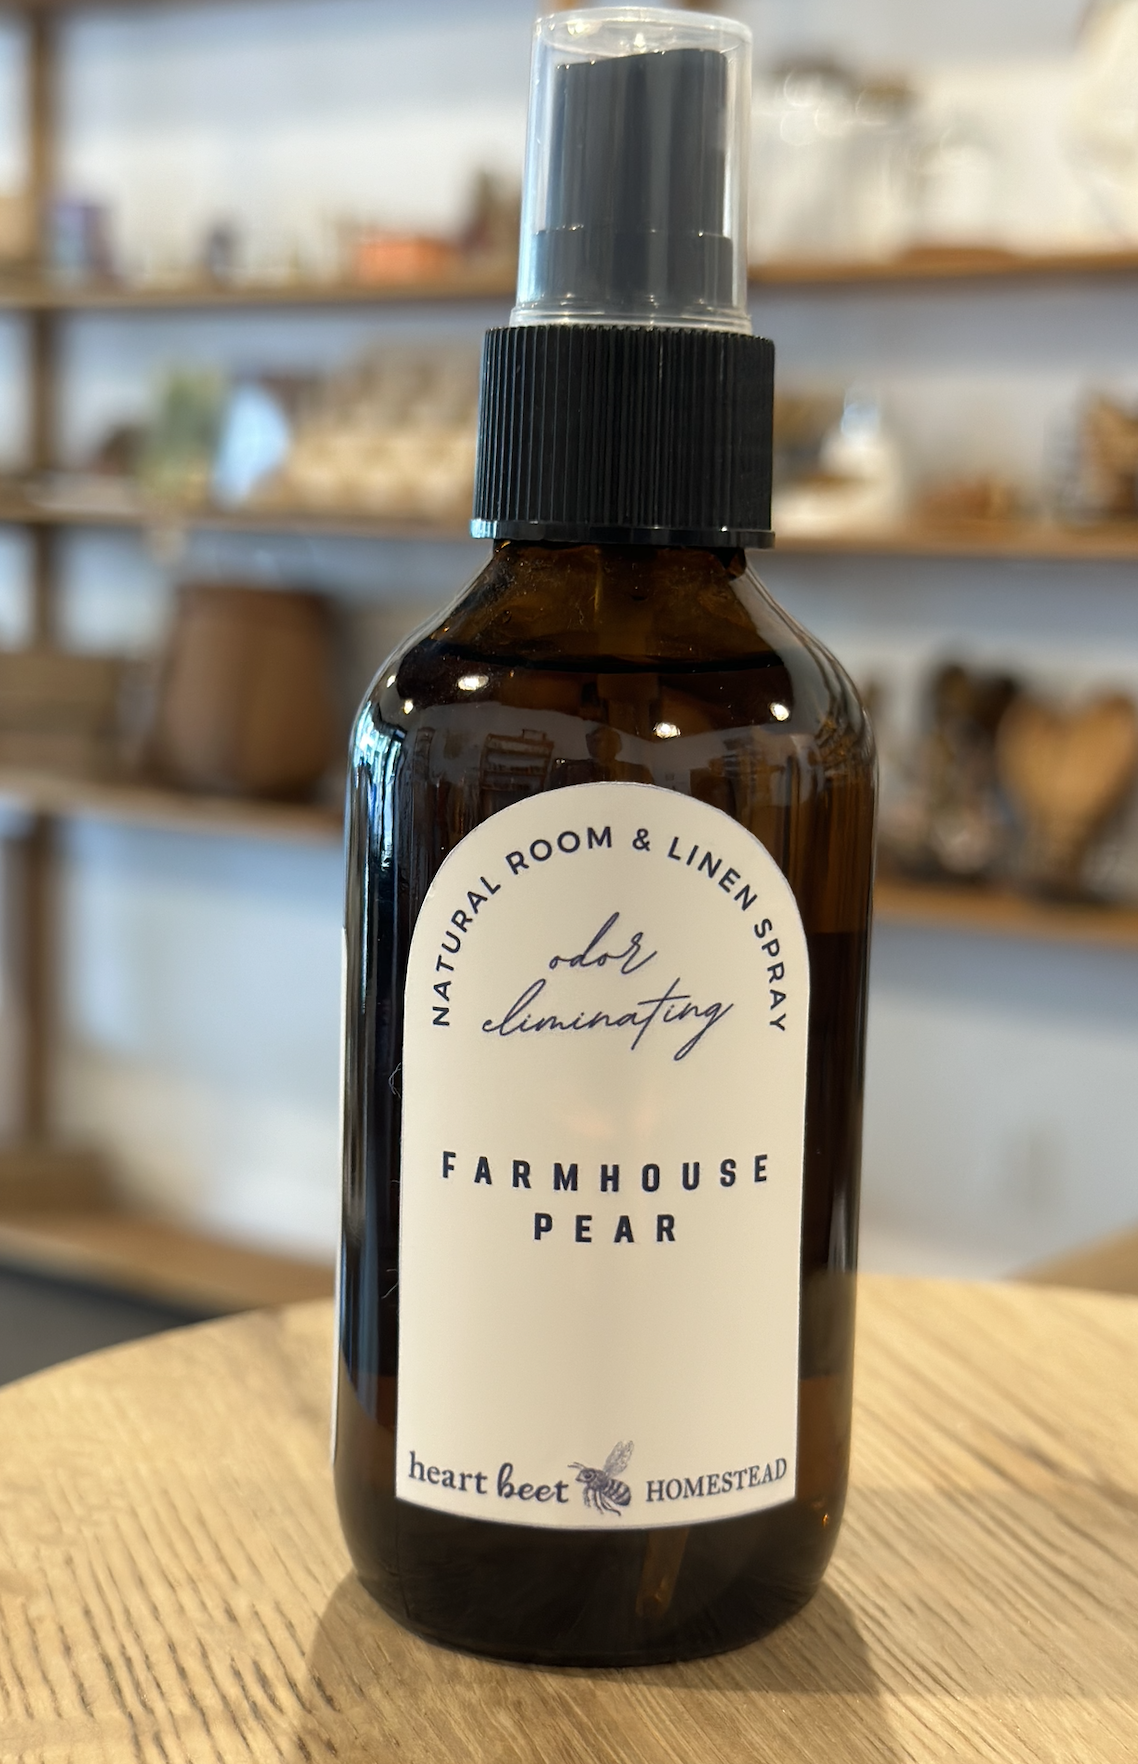 NATURAL ROOM & LINEN SPRAY
odor
eliminating
FARMHOUSE
PEAR
heart beet HOMESTEAD